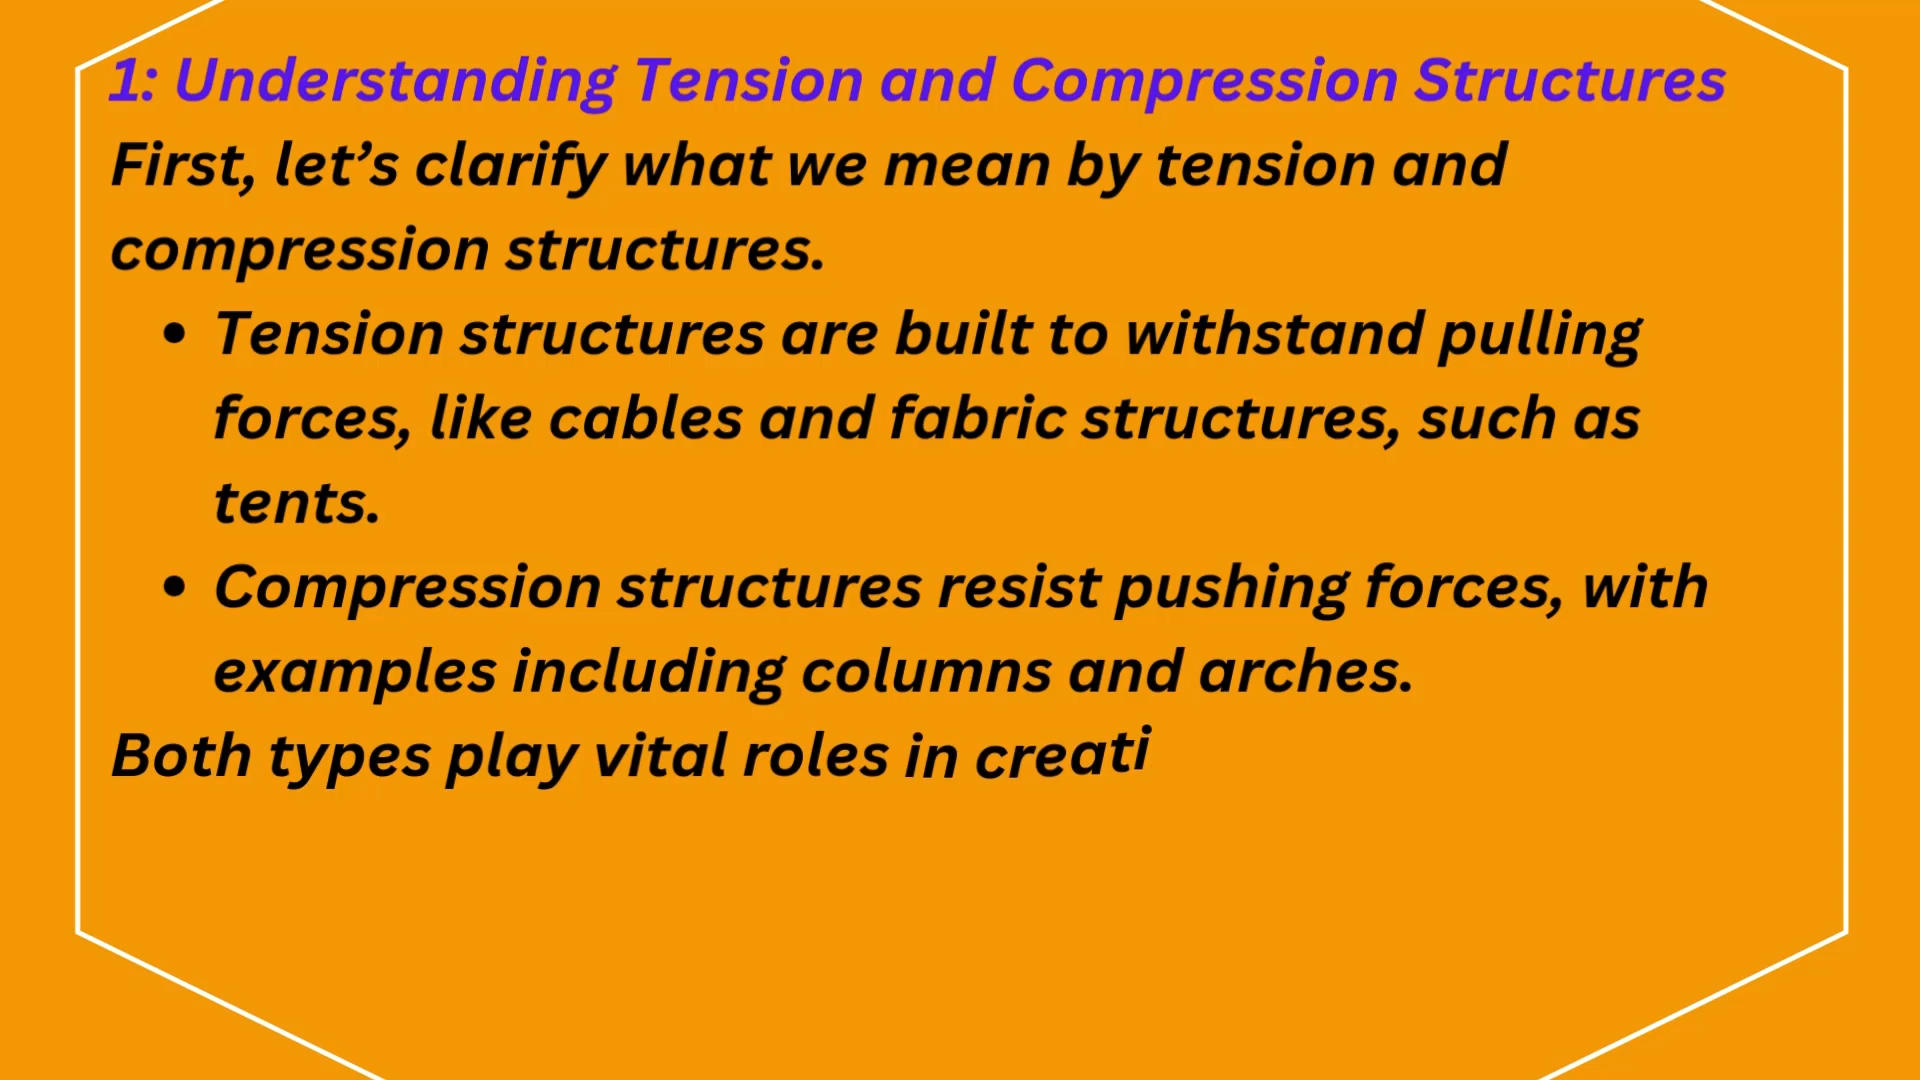 1: Understanding Tension and Compression Structures
First, let’s clarify what we mean by tension and
compression structures.
• Tension structures are built to withstand pulling
forces, like cables and fabric structures, such as
tents.
• Compression structures resist pushing forces, with
examples including columns and arches.
Both types play vital roles in creati